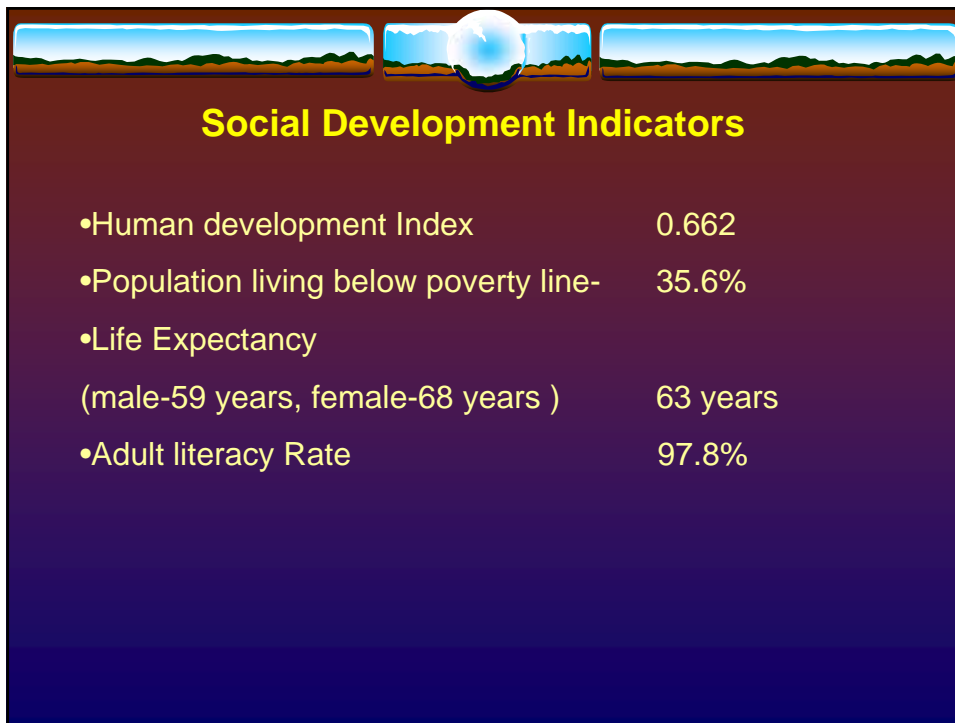 Social Development Indicators
•Human development Index 0.662
•Population living below poverty line- 35.6%
•Life Expectancy
(male-59 years, female-68 years ) 63 years
•Adult literacy Rate 97.8%